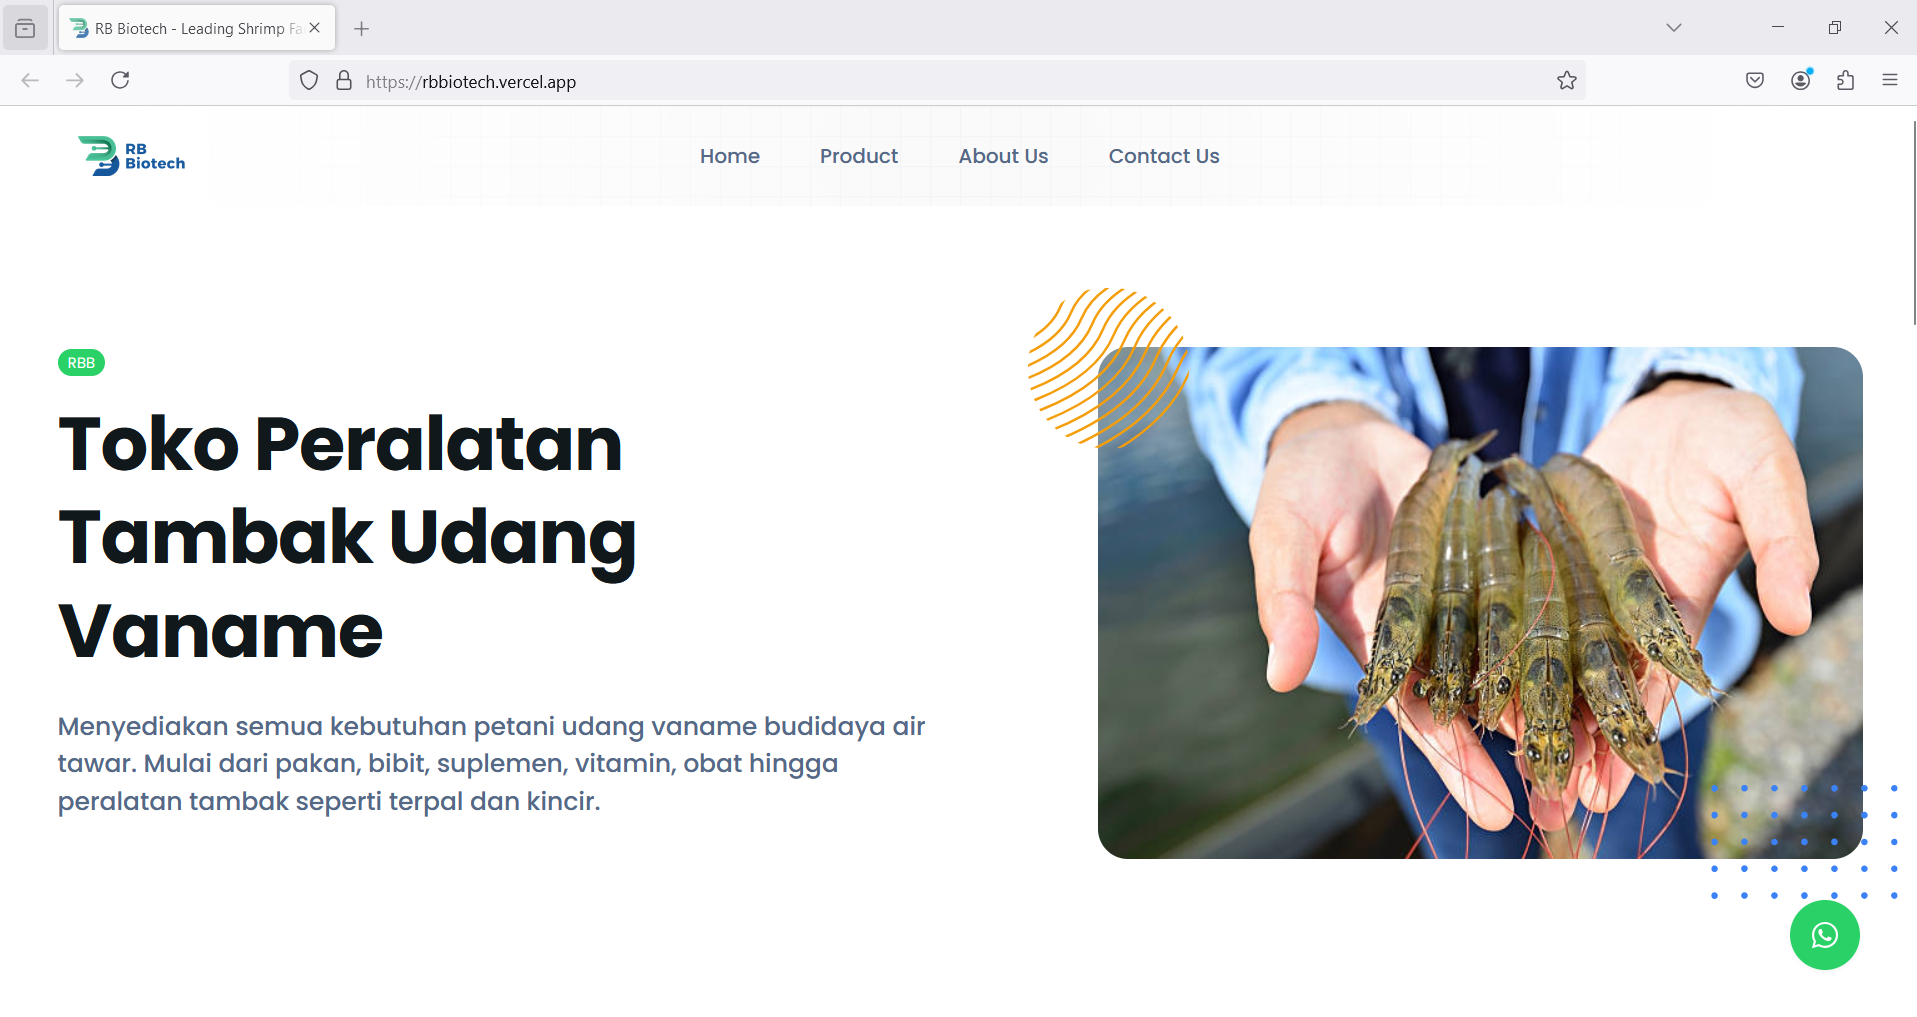 RB Biotech - Leading Shrimp Fa
https://rbbiotech.vercel.app
RB
Biotech
Home
Product
About Us
Contact Us
RBB
Toko Peralatan
Tambak Udang
Vaname
Menyediakan semua kebutuhan petani udang vaname budidaya air
tawar. Mulai dari pakan, bibit, suplemen, vitamin, obat hingga
peralatan tambak seperti terpal dan kincir.